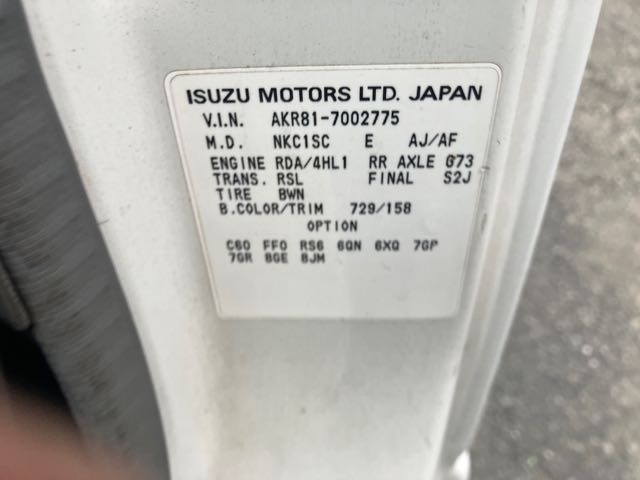 ISUZU MOTORS LTD. JAPAN
V.I.N. AKR81-7002775
M.D. NKC1SC E AJ/AF
ENGINE RDA/4HL1 RR AXLE G73
TRANS. RSL FINAL S2J
TIRE BWN
B.COLOR/TRIM 729/158
OPTION
C60 FF0 RS6 6QN 6XQ 7GP
7GR 8GE 8JM